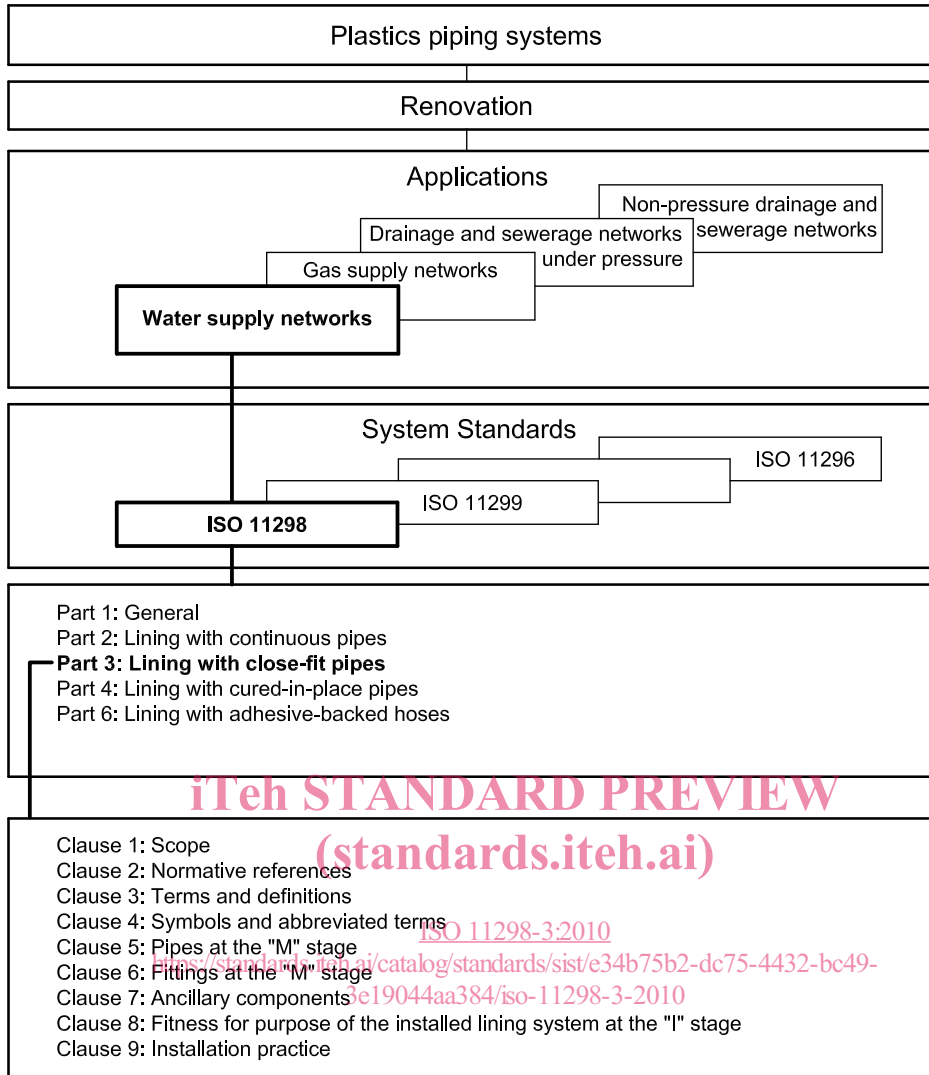 Plastics piping systems
Renovation
Applications
Non-pressure drainage and
sewerage networks
Drainage and sewerage networks
under pressure
Gas supply networks
Water supply networks
System Standards
ISO 11296
ISO 11299
ISO 11298
Part 1: General
Part 2: Lining with continuous pipes
Part 3: Lining with close-fit pipes
Part 4: Lining with cured-in-place pipes
Part 6: Lining with adhesive-backed hoses
iTeh STANDARD PREVIEW
(standards.iteh.ai)
Clause 1: Scope
Clause 2: Normative references
Clause 3: Terms and definitions
Clause 4: Symbols and abbreviated terms
ISO 11298-3:2010
Clause 5: Pipes at the "M" stage
https://standards.iteh.ai/catalog/standards/sist/e34b75b2-dc75-4432-bc49-
Clause 6: Fittings at the "M" stage
Clause 7: Ancillary components
3e19044aa384/iso-11298-3-2010
Clause 8: Fitness for purpose of the installed lining system at the "I" stage
Clause 9: Installation practice